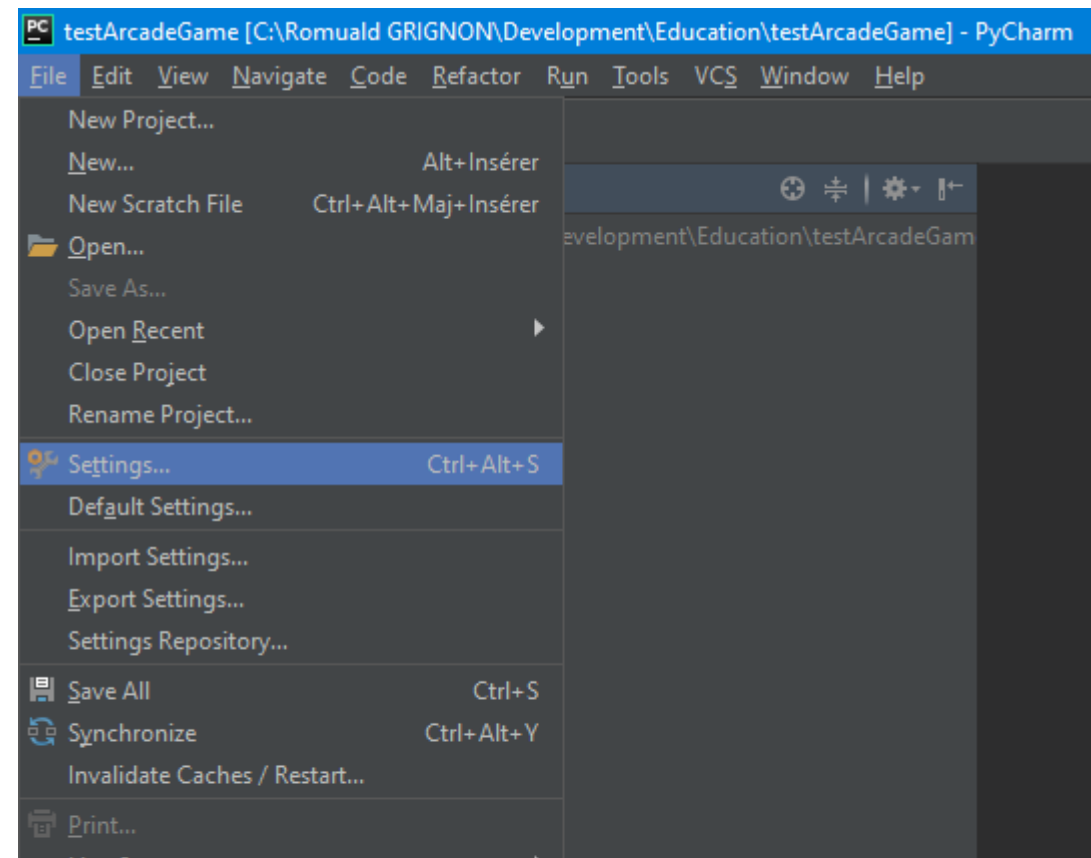 PC testArcadeGame [C:\Romuald GRIGNON\Development\Education\testArcadeGame] - PyCharm
File Edit View Navigate Code Refactor Run Tools VCS Window Help
New Project...
New... Alt+Insérer
New Scratch File Ctrl+Alt+Maj+Insérer
Open... evelopment\Education\testArcadeGam
Save As...
Open Recent
Close Project
Rename Project...
Settings... Ctrl+Alt+S
Default Settings...
Import Settings...
Export Settings...
Settings Repository...
Save All Ctrl+S
Synchronize Ctrl+Alt+Y
Invalidate Caches / Restart...
Print...